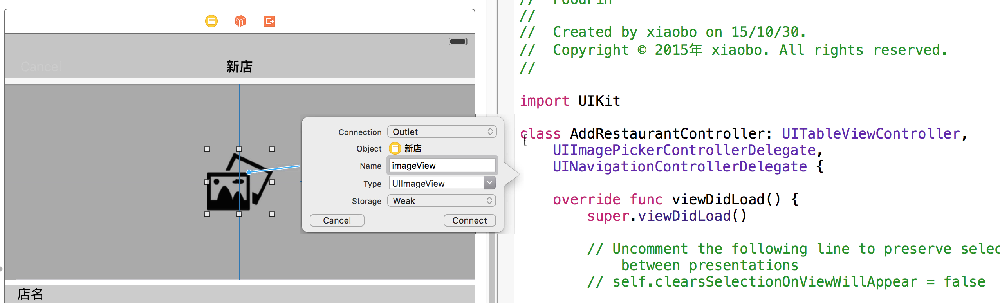 Cancel
新店
店名
Connection Outlet
Object 新店
Name imageView
Type UIImageView
Storage Weak
Cancel Connect
// FoodPin
//
// Created by xiaobo on 15/10/30.
// Copyright © 2015年 xiaobo. All rights reserved.
//
import UIKit
class AddRestaurantController: UITableViewController,
UIImagePickerControllerDelegate,
UINavigationControllerDelegate {
override func viewDidLoad() {
super.viewDidLoad()
// Uncomment the following line to preserve selec
between presentations
// self.clearsSelectionOnViewWillAppear = false